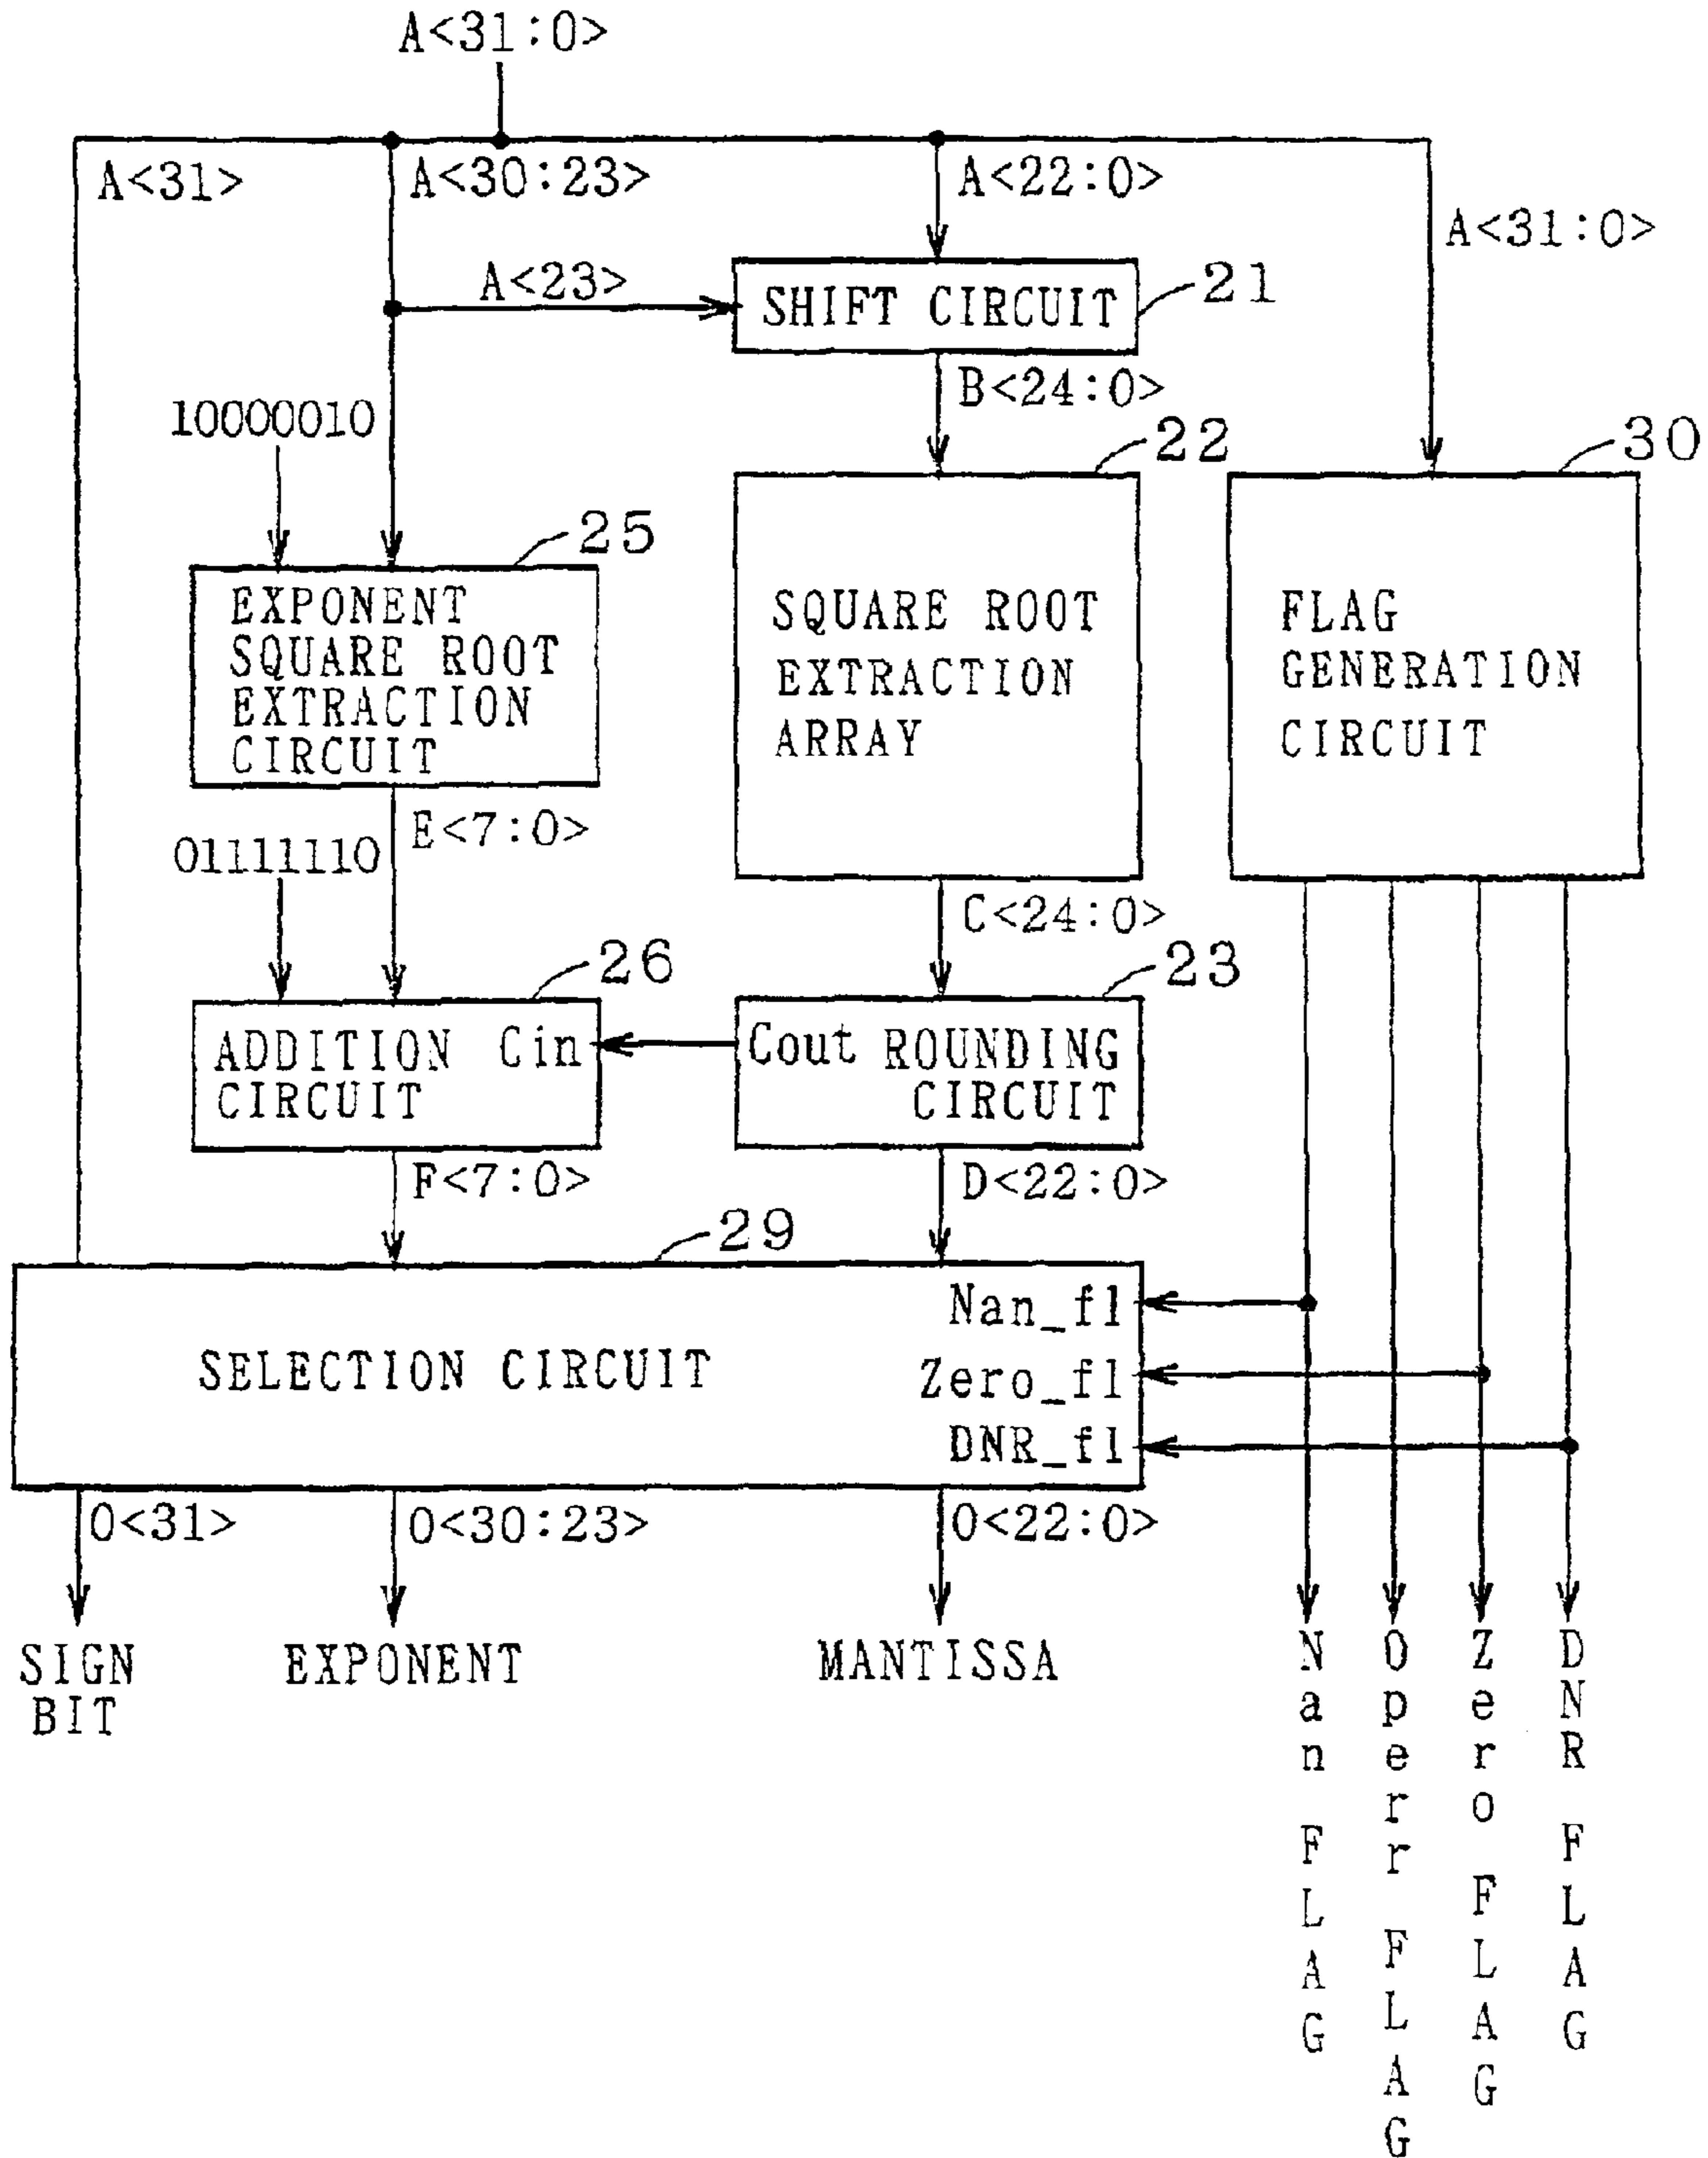 A<31:0>
A<31>
A<30:23>
A<22:0>
A<31:0>
A<23>
SHIFT CIRCUIT
21
B<24:0>
10000010
22
30
25
EXPONENT
SQUARE ROOT
EXTRACTION
CIRCUIT
SQUARE ROOT
EXTRACTION
ARRAY
FLAG
GENERATION
CIRCUIT
E<7:0>
01111110
C<24:0>
26
23
ADDITION Cin
CIRCUIT
Cout ROUNDING
CIRCUIT
F<7:0>
D<22:0>
29
SELECTION CIRCUIT
Nan_fl
Zero_fl
DNR_fl
O<31>
O<30:23>
O<22:0>
SIGN
BIT
EXPONENT
MANTISSA
Nan FLAG
Operr FLAG
Zero FLAG
DNR FLAG